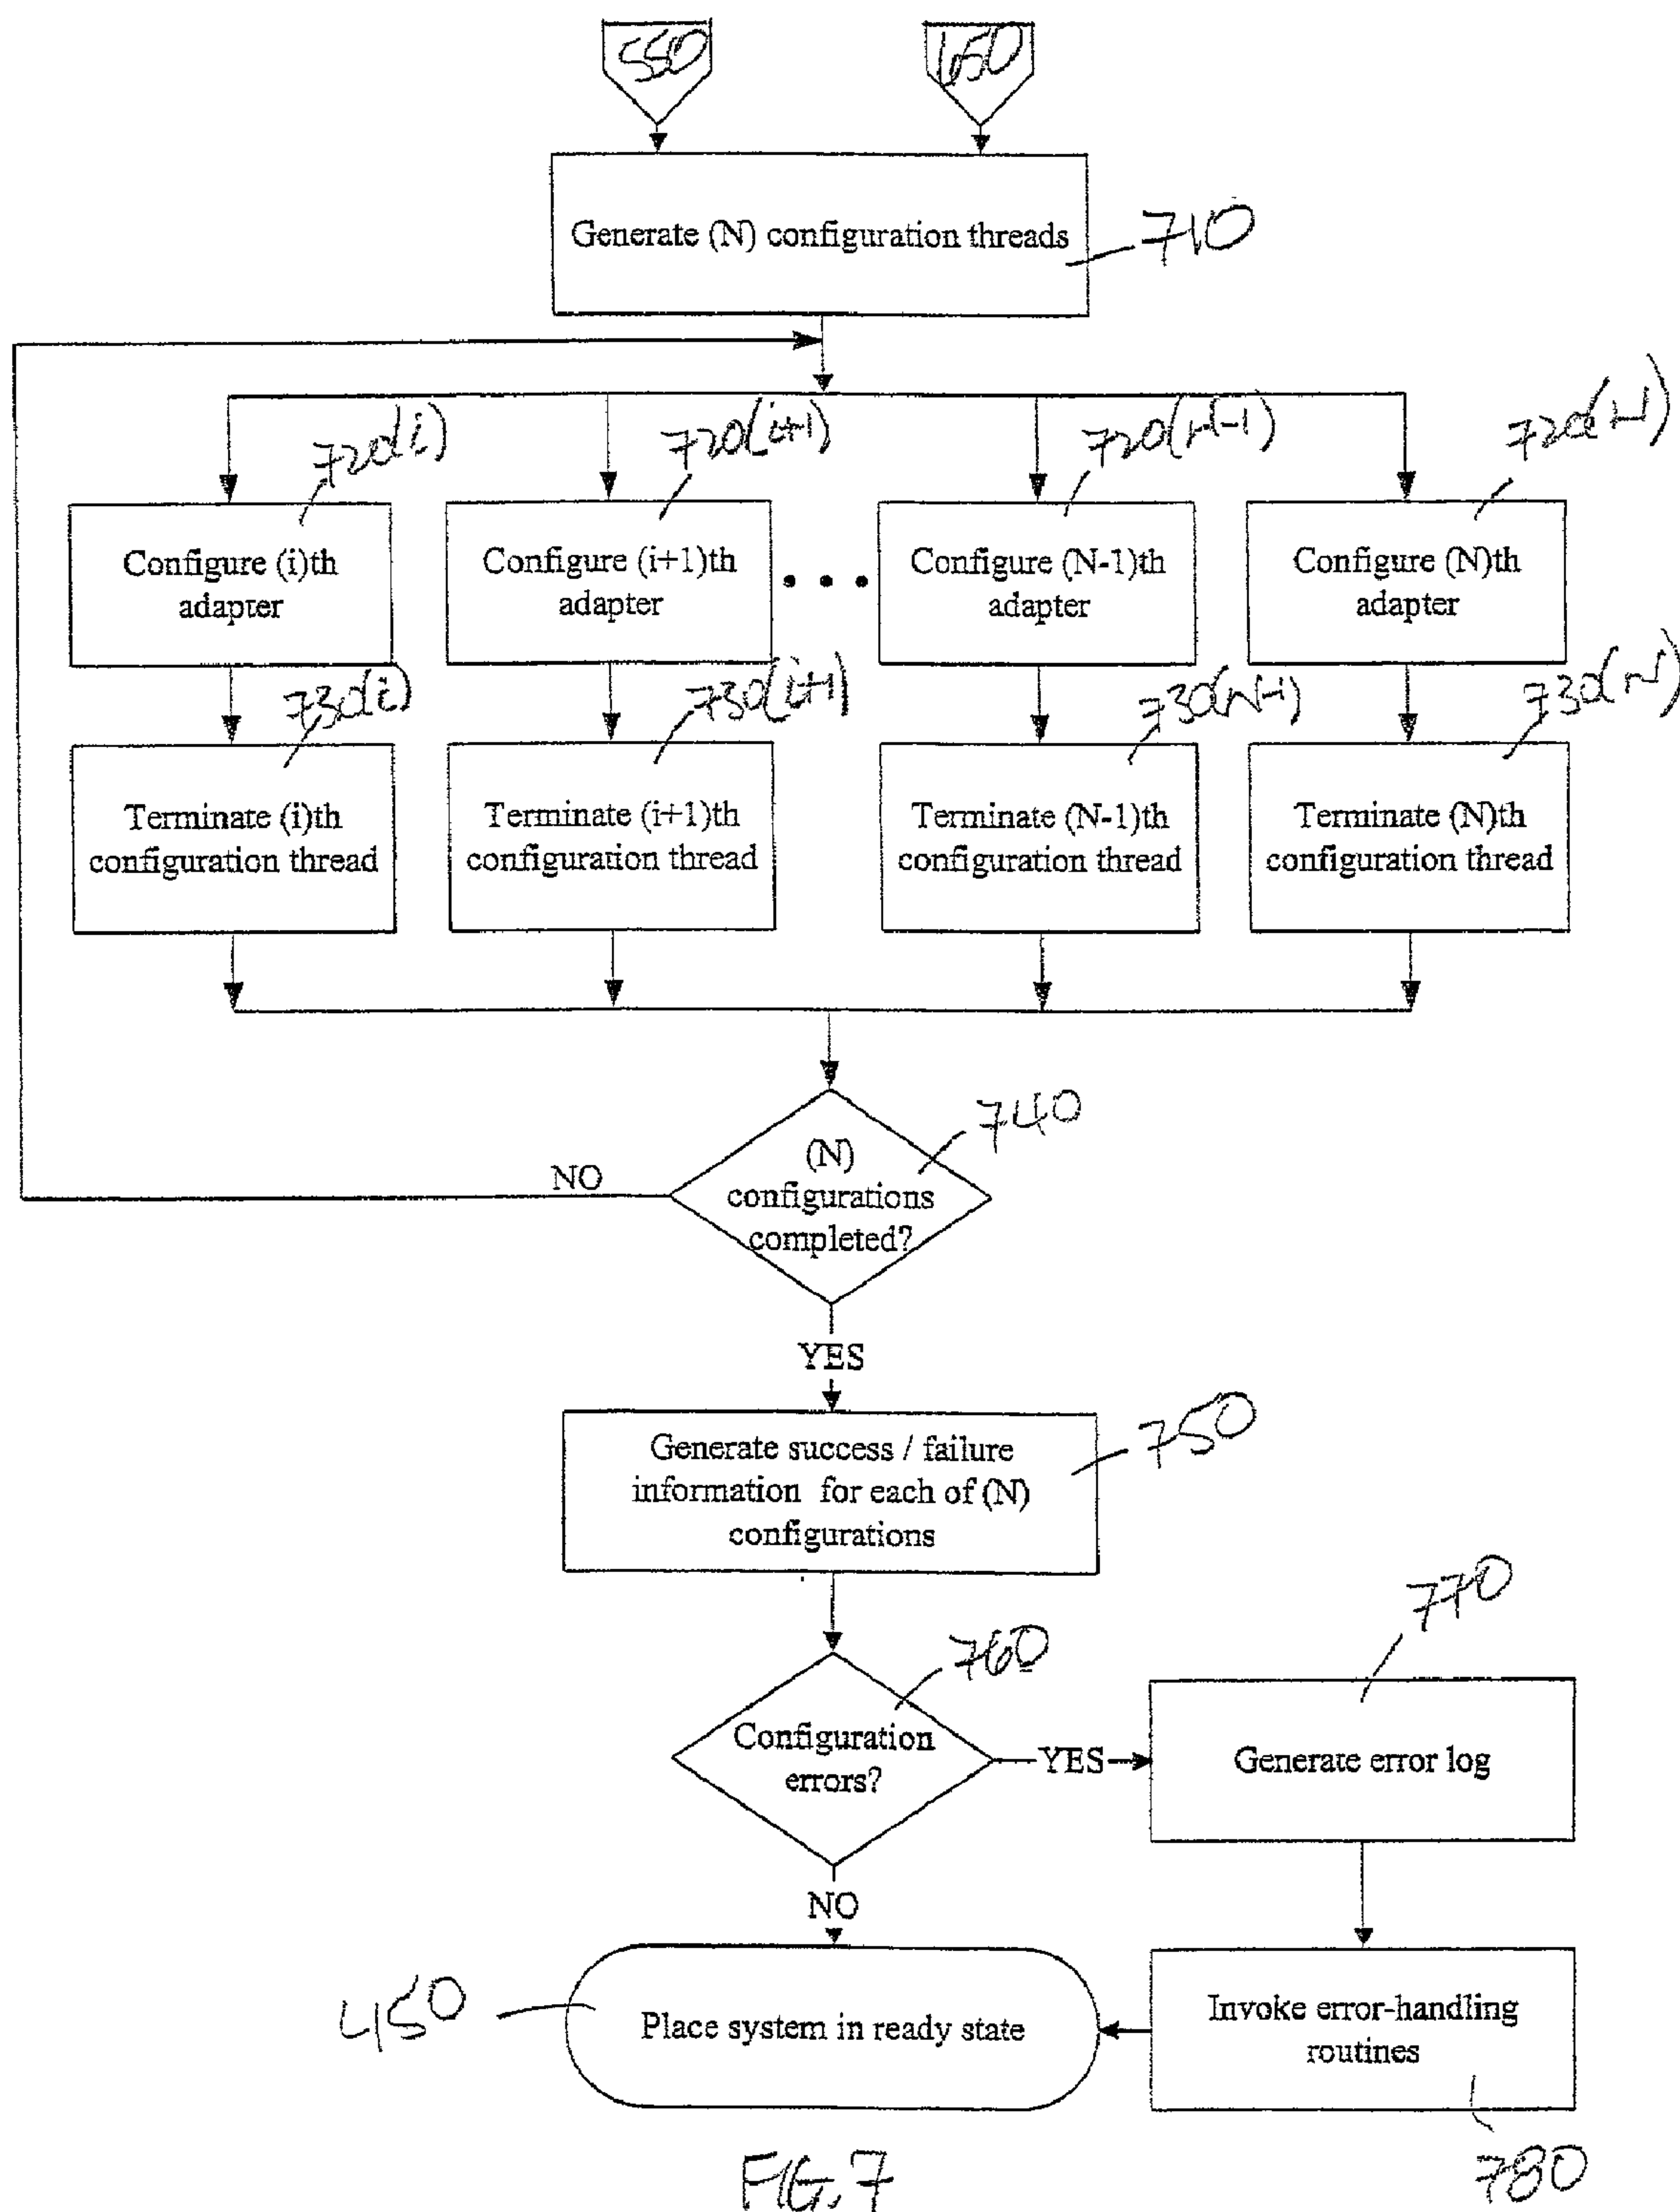 550
650
Generate (N) configuration threads
710
720(i)
720(i+1)
720(N-1)
Configure (i)th
adapter
Configure (i+1)th
adapter
• • •
Configure (N-1)th
adapter
Configure (N)th
adapter
730(i)
730(i+1)
730(N-1)
730(N)
Terminate (i)th
configuration thread
Terminate (i+1)th
configuration thread
Terminate (N-1)th
configuration thread
Terminate (N)th
configuration thread
740
(N)
configurations
completed?
NO
YES
750
Generate success / failure
information for each of (N)
configurations
760
770
Configuration
errors?
YES
Generate error log
NO
450
Place system in ready state
Invoke error-handling
routines
780
FIG. 7